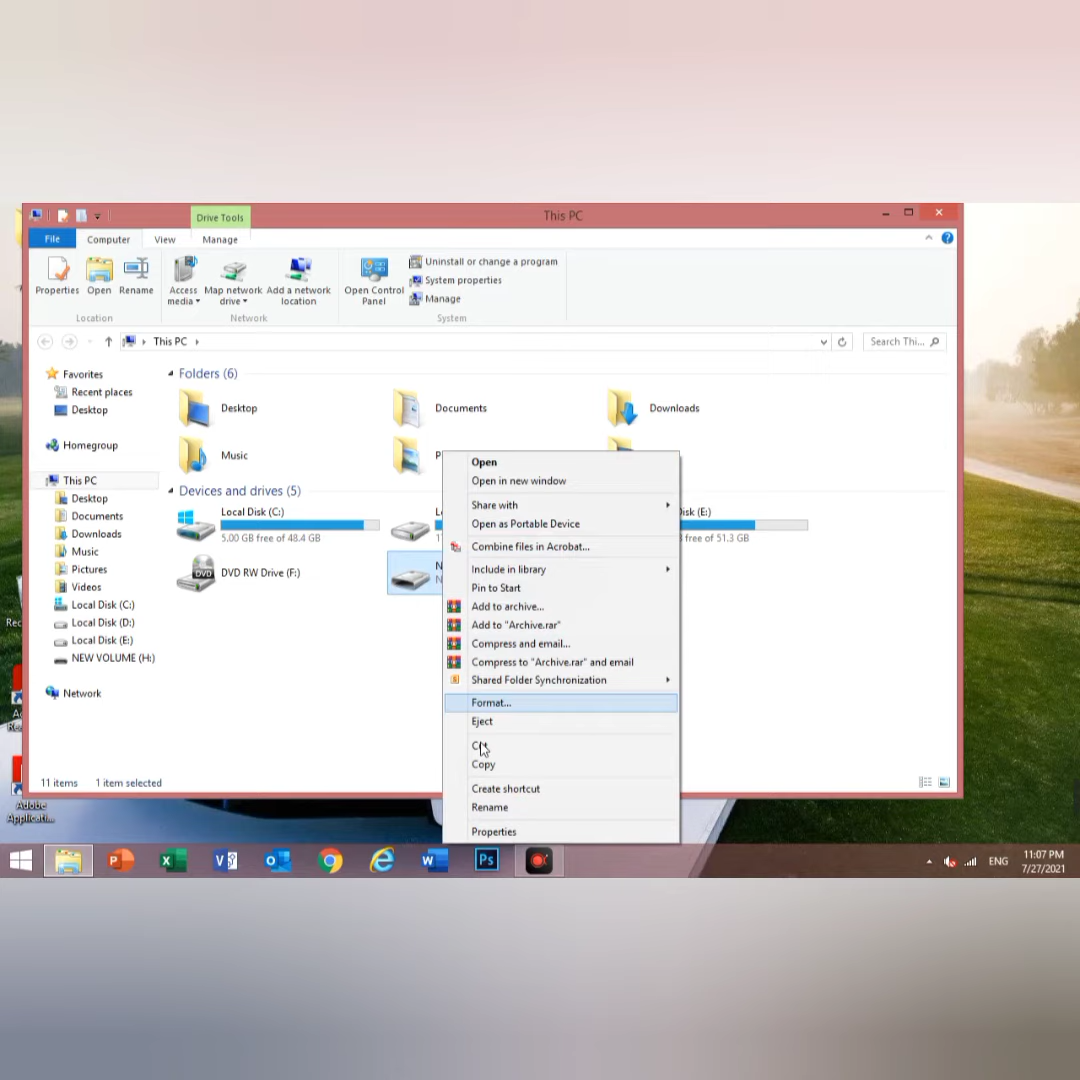 Drive Tools
This PC
File
Computer
View
Manage
Properties
Open
Rename
Access media
Map network drive
Add a network location
Open Control Panel
Uninstall or change a program
System properties
Manage
Location
Network
System
This PC
Search Thi...
Favorites
Recent places
Desktop
Homegroup
This PC
Desktop
Documents
Downloads
Music
Pictures
Videos
Local Disk (C:)
Local Disk (D:)
Local Disk (E:)
NEW VOLUME (H:)
Network
Folders (6)
Desktop
Documents
Downloads
Music
Devices and drives (5)
Local Disk (C:)
5.00 GB free of 48.4 GB
Disk (E:)
free of 51.3 GB
DVD RW Drive (F:)
DVD
Open
Open in new window
Share with
Open as Portable Device
Combine files in Acrobat...
Include in library
Pin to Start
Add to archive...
Add to "Archive.rar"
Compress and email...
Compress to "Archive.rar" and email
Shared Folder Synchronization
Format...
Eject
Cut
Copy
Create shortcut
Rename
Properties
11 items
1 item selected
Adobe
Applicati...
Ps
ENG
11:07 PM
7/27/2021